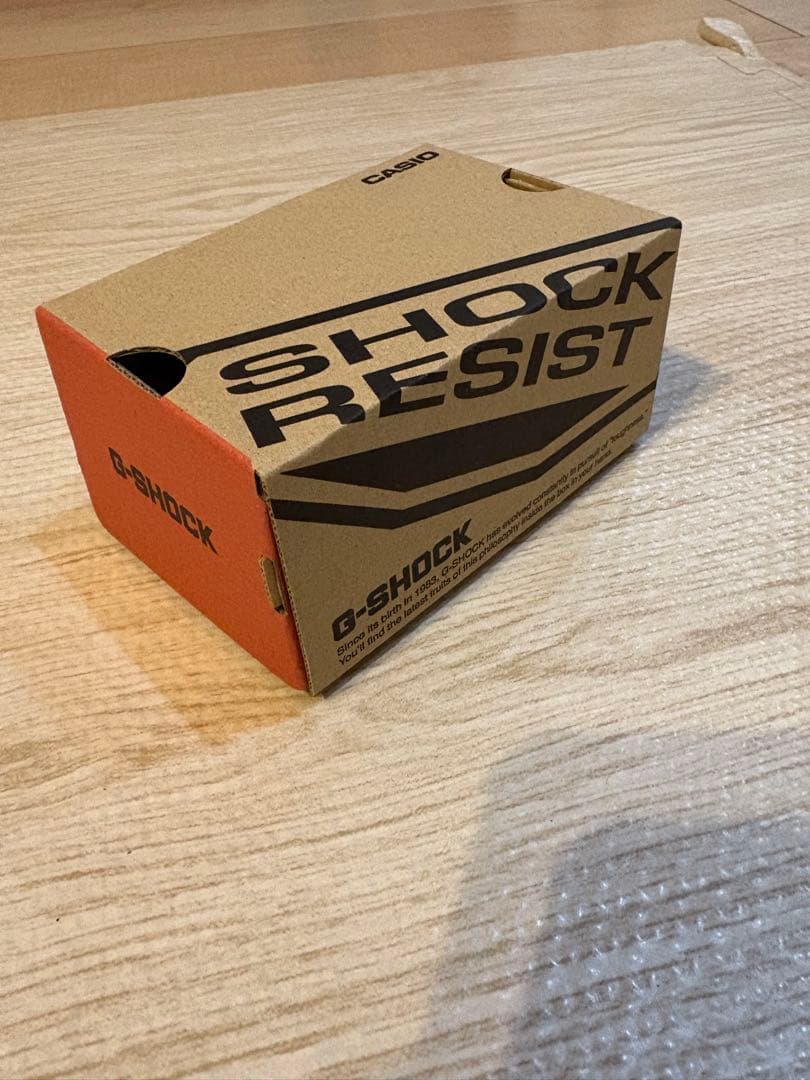 CASIO
SHOCK
RESIST
G-SHOCK
G-SHOCK
Since its birth in 1983, G-SHOCK has evolved constantly in pursuit of "toughness."
You'll find the latest fruits of this philosophy inside the box in your hand.